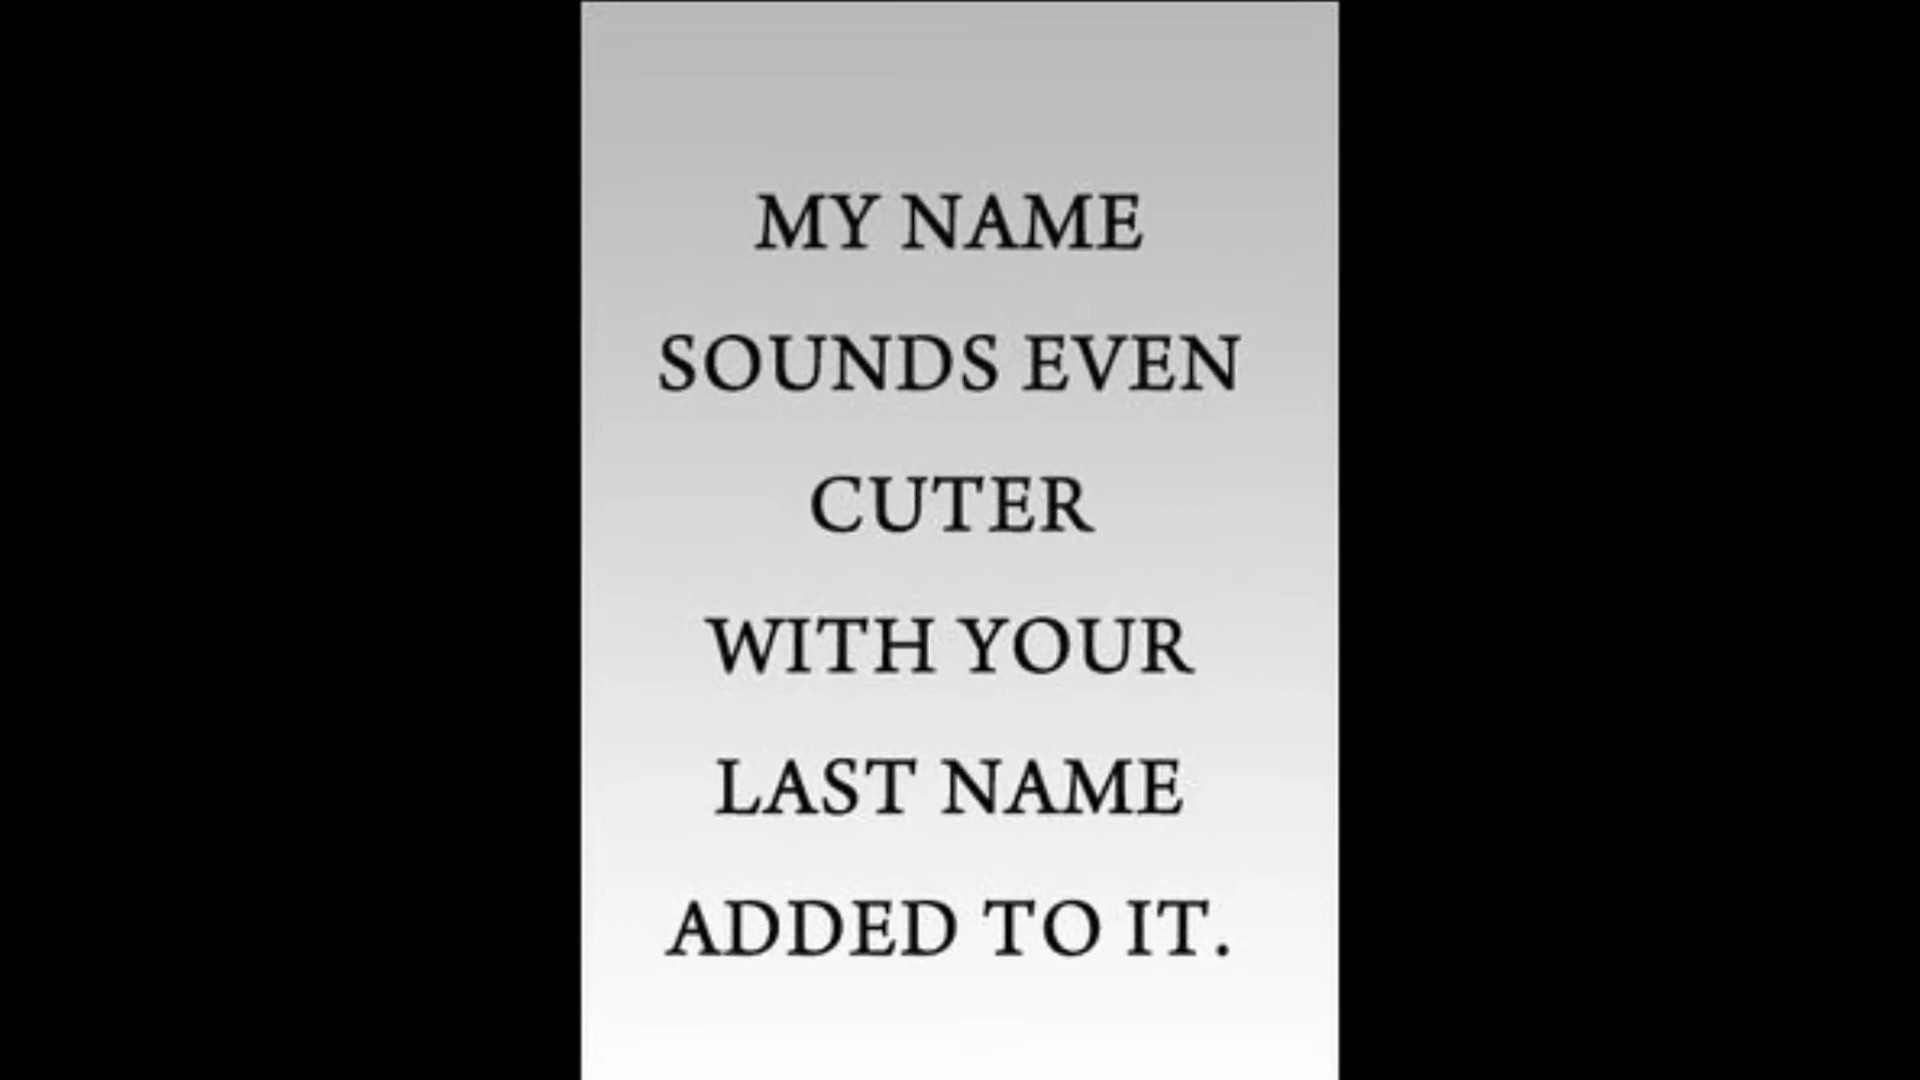 MY NAME
SOUNDS EVEN
CUTER
WITH YOUR
LAST NAME
ADDED TO IT.